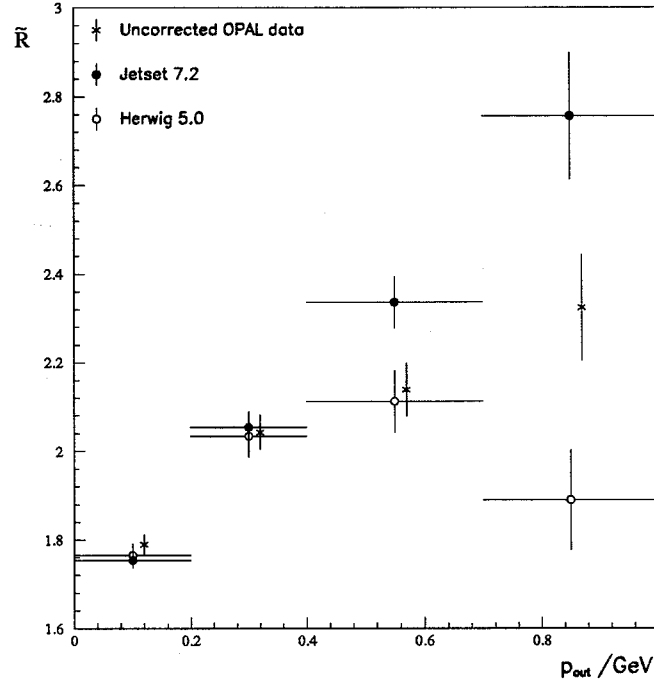 3
R̃
Uncorrected OPAL data
Jetset 7.2
Herwig 5.0
2.8
2.6
2.4
2.2
2
1.8
1.6
0 0.2 0.4 0.6 0.8
p_out /GeV